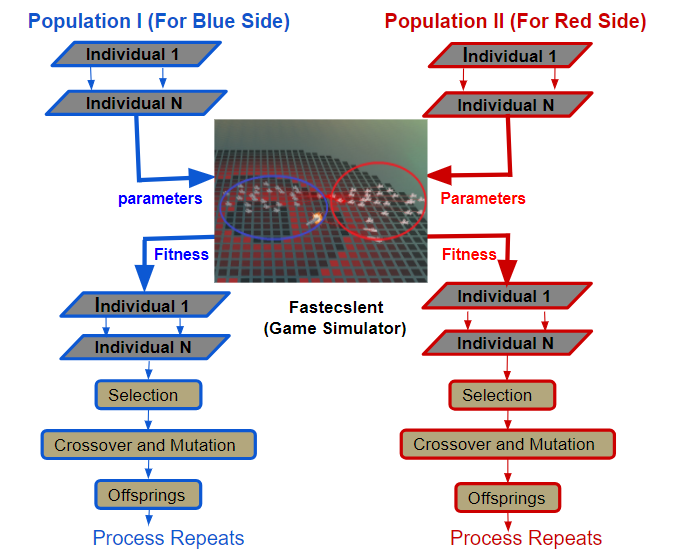 Population I (For Blue Side)
Population II (For Red Side)
Individual 1
Individual N
Individual 1
Individual N
parameters
Parameters
Fitness
Fitness
Fastecslent
(Game Simulator)
Individual 1
Individual N
Selection
Crossover and Mutation
Offsprings
Process Repeats
Individual 1
Individual N
Selection
Crossover and Mutation
Offsprings
Process Repeats